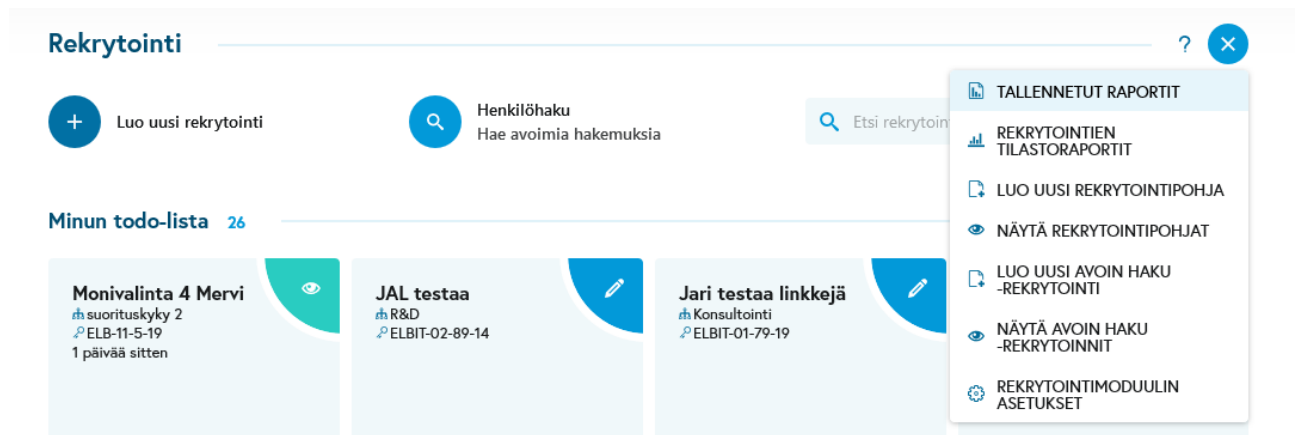 Rekrytointi
?
Luo uusi rekrytointi
Henkilöhaku
Hae avoimia hakemuksia
Etsi
TALLENNETUT RAPORTIT
REKRYTOINTIEN
TILASTORAPORTIT
LUO UUSI REKRYTOINTIPOHJA
NÄYTÄ REKRYTOINTIPOHJAT
LUO UUSI AVOIN HAKU
-REKRYTOINTI
NÄYTÄ AVOIN HAKU
-REKRYTOINNIT
REKRYTOINTIMODUULIN
ASETUKSET
Minun todo-lista 26
Monivalinta 4 Mervi
suorituskyky 2
ELB-11-5-19
1 päivää sitten
JAL testaa
R&D
ELBIT-02-89-14
Jari testaa linkkejä
Konsultointi
ELBIT-01-79-19